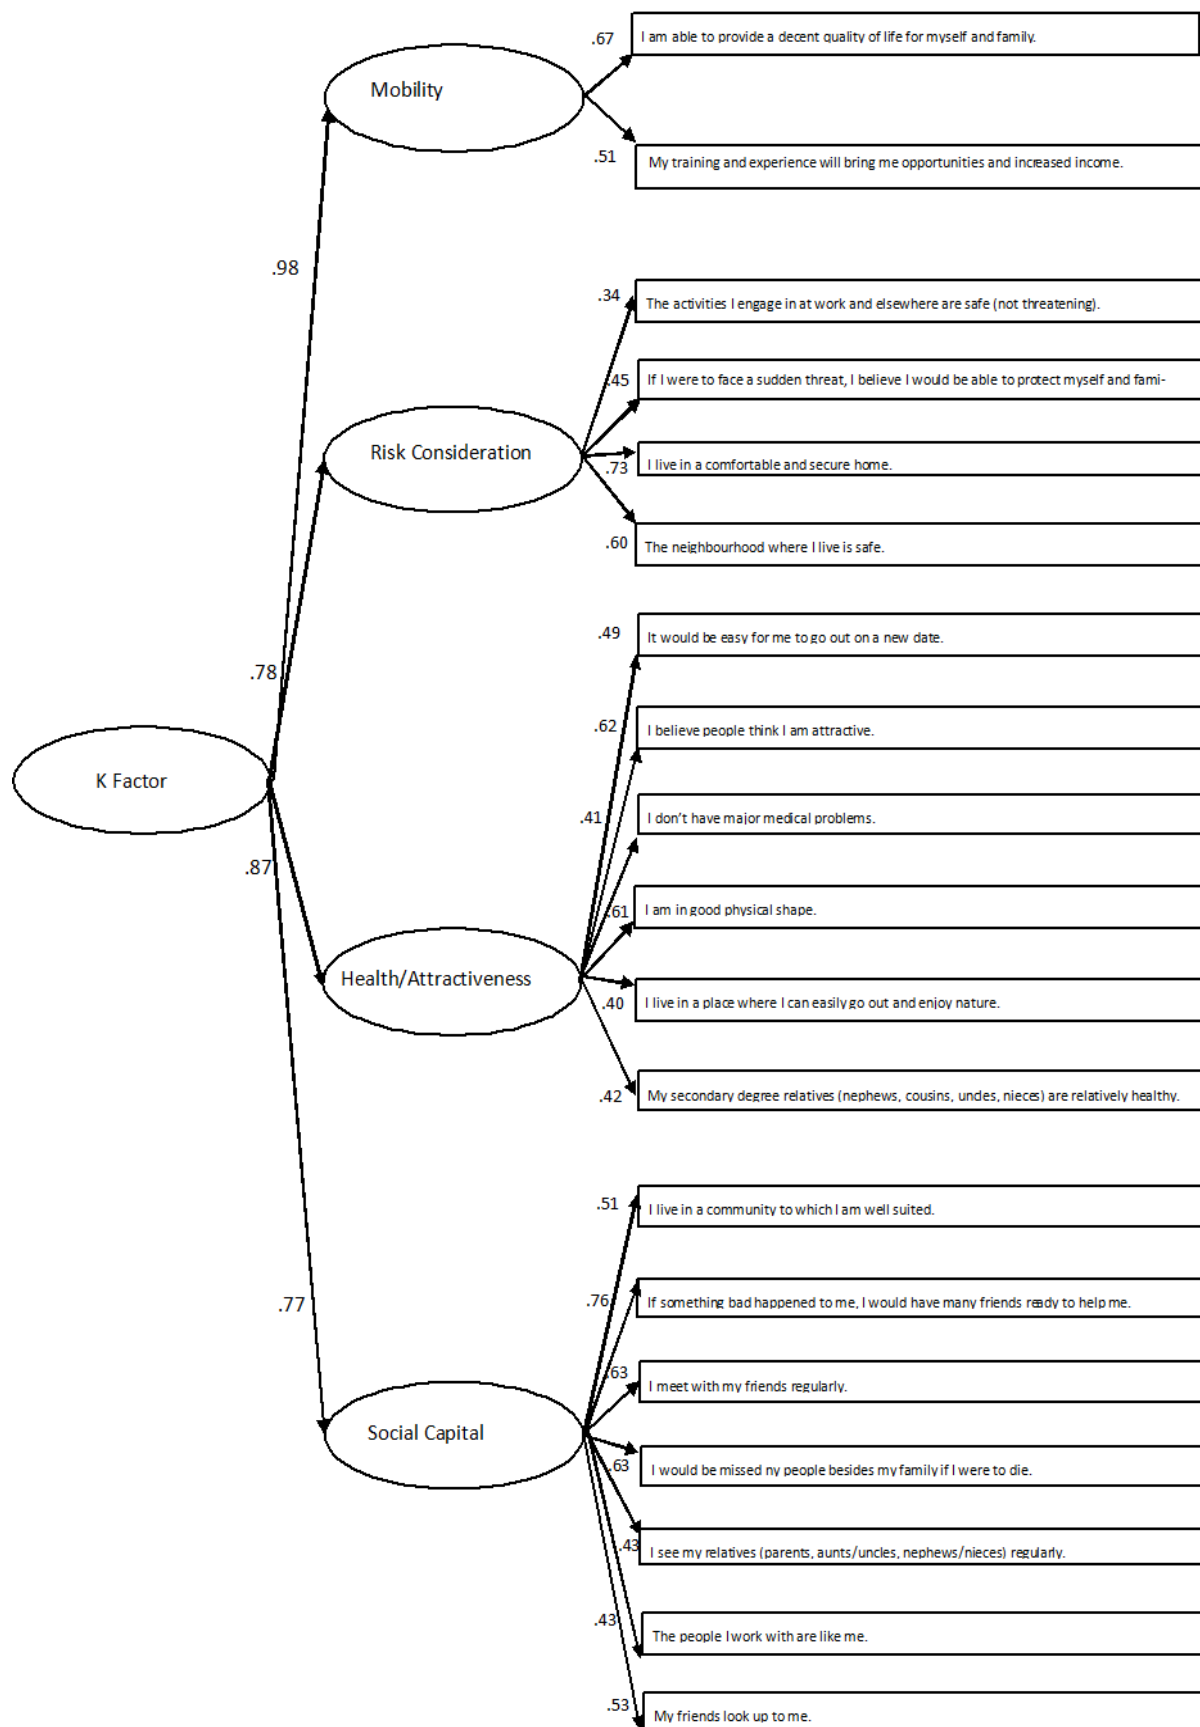 .67
I am able to provide a decent quality of life for myself and family.
Mobility
.51
My training and experience will bring me opportunities and increased income.
.98
.34
The activities I engage in at work and elsewhere are safe (not threatening).
.45
If I were to face a sudden threat, I believe I would be able to protect myself and fami-
Risk Consideration
.73
I live in a comfortable and secure home.
.60
The neighbourhood where I live is safe.
.49
It would be easy for me to go out on a new date.
.78
.62
I believe people think I am attractive.
K Factor
.41
I don't have major medical problems.
.87
.61
I am in good physical shape.
Health/Attractiveness
.40
I live in a place where I can easily go out and enjoy nature.
.42
My secondary degree relatives (nephews, cousins, uncles, nieces) are relatively healthy.
.51
I live in a community to which I am well suited.
.77
.76
If something bad happened to me, I would have many friends ready to help me.
.63
I meet with my friends regularly.
Social Capital
.63
I would be missed ny people besides my family if I were to die.
.43
I see my relatives (parents, aunts/uncles, nephews/nieces) regularly.
.43
The people I work with are like me.
.53
My friends look up to me.